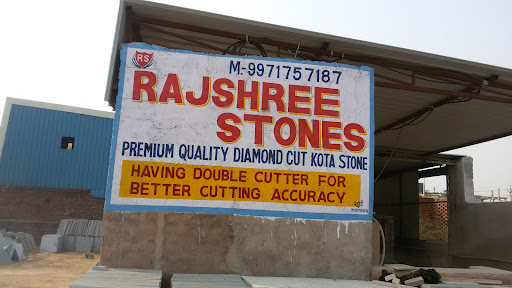 RS
M.-9971757187
RAJSHREE
STONES
PREMIUM QUALITY DIAMOND CUT KOTA STONE
HAVING DOUBLE CUTTER FOR
BETTER CUTTING ACCURACY